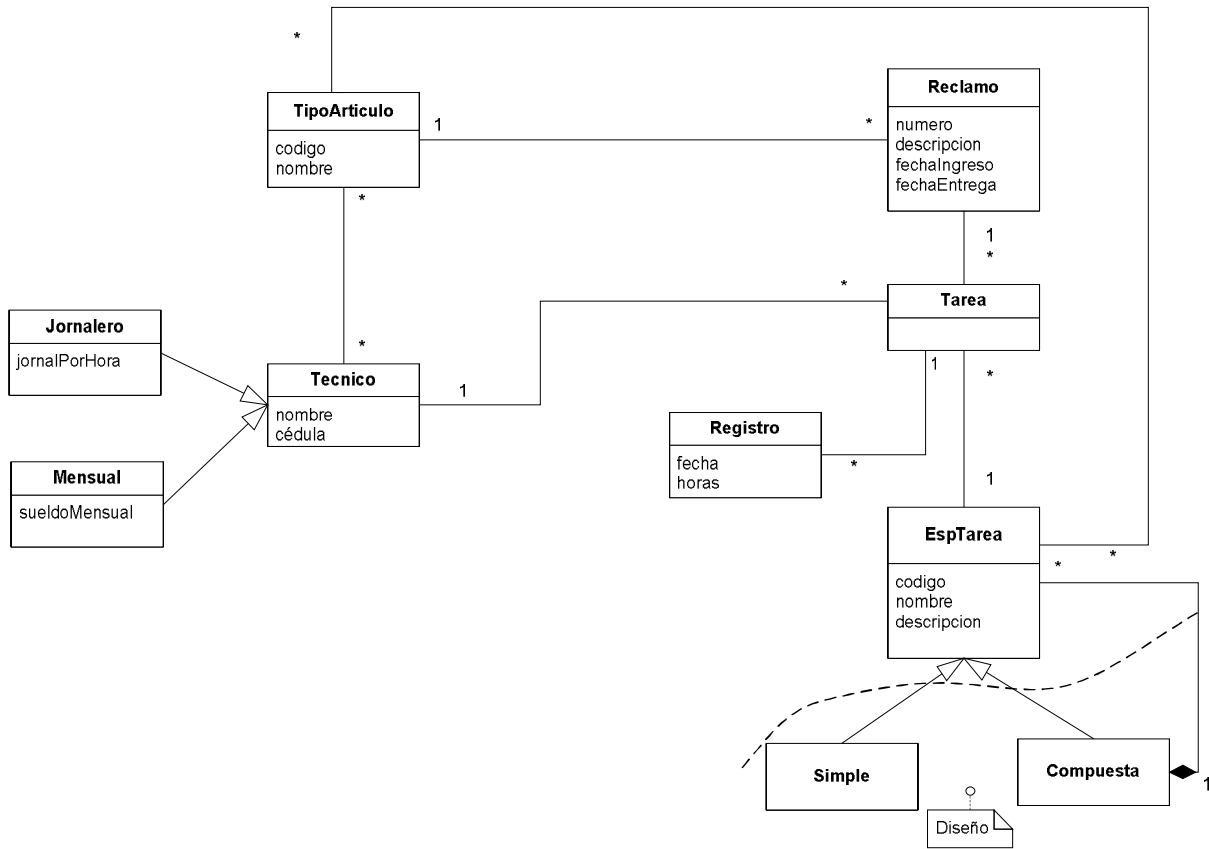 *
TipoArticulo
codigo
nombre
1
*
Reclamo
numero
descripcion
fechaIngreso
fechaEntrega
*
1
*
*
Tarea
Jornalero
jornalPorHora
*
Tecnico
nombre
cédula
1
1
*
Registro
fecha
horas
*
Mensual
sueldoMensual
1
EspTarea
codigo
nombre
descripcion
*
*
Simple
Compuesta
1
Diseño